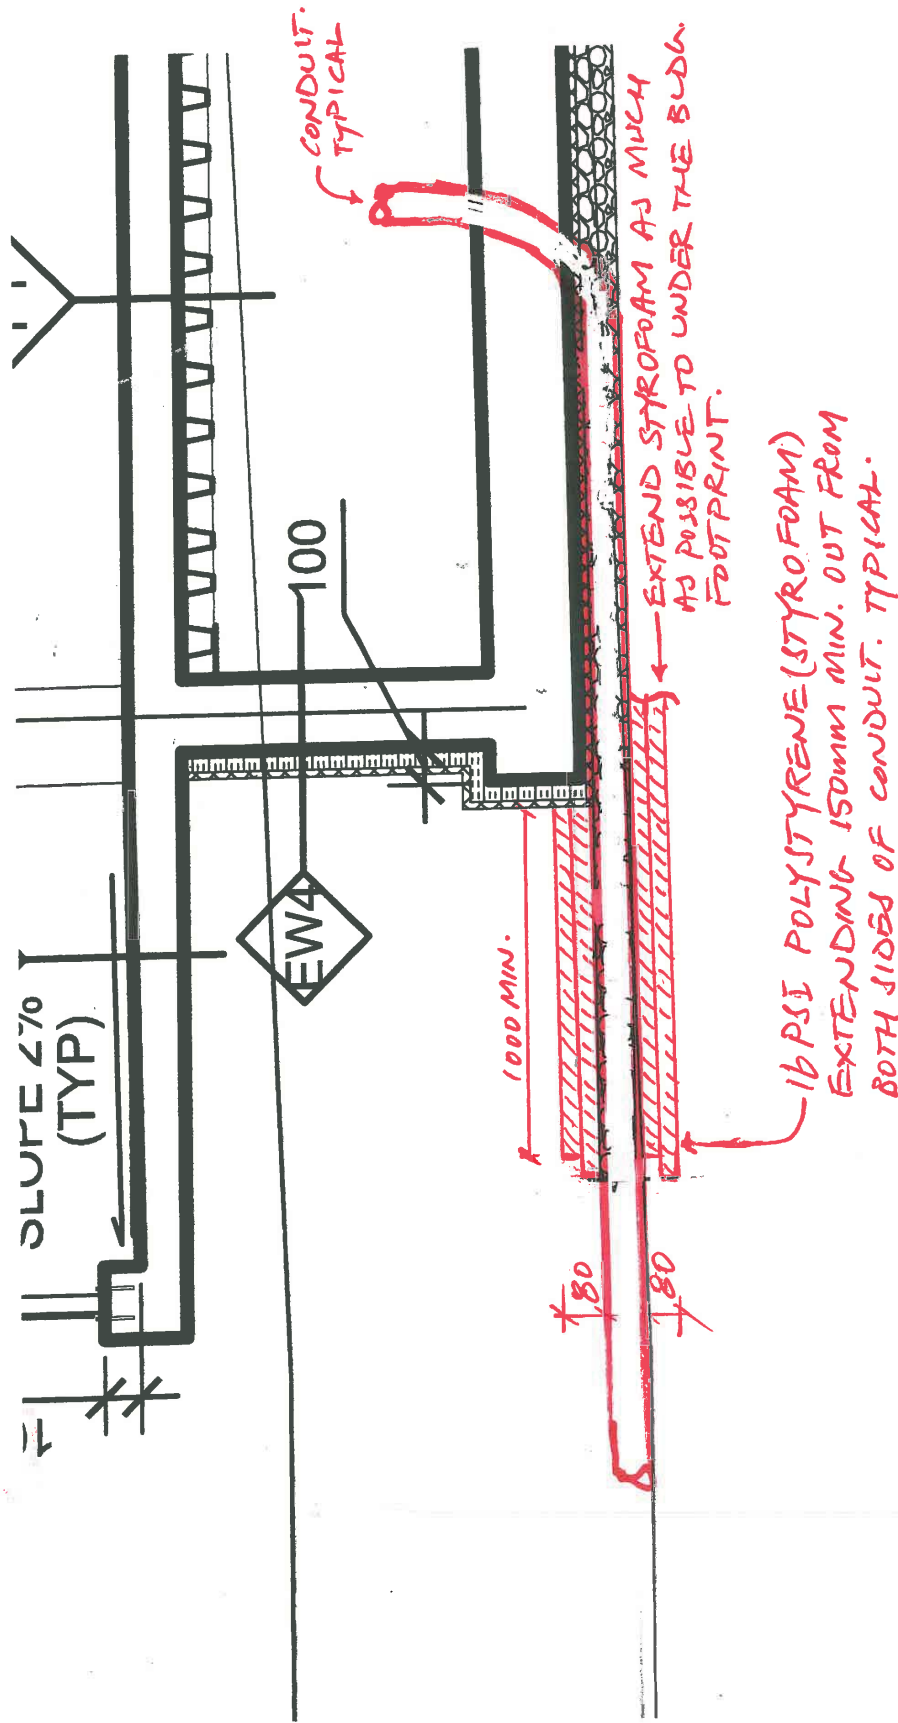 SLOPE 2%
(TYP)
EW4
100
CONDUIT.
TYPICAL
1000 MIN.
80
80
EXTEND STYROFOAM AS MUCH
AS POSSIBLE TO UNDER THE BLDG.
FOOTPRINT.
16 PSI POLYSTYRENE (STYROFOAM)
EXTENDING 150mm MIN. OUT FROM
BOTH SIDES OF CONDUIT. TYPICAL.